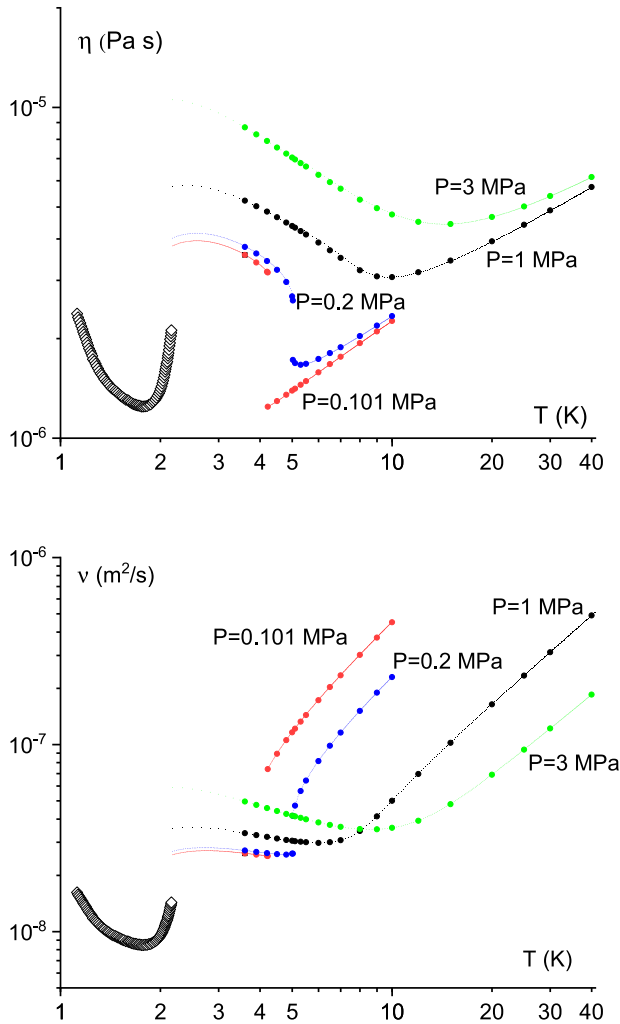 η (Pa s)
10⁻⁵
P=3 MPa
P=1 MPa
P=0.2 MPa
P=0.101 MPa
T (K)
10⁻⁶
1 2 3 4 5 10 20 30 40
10⁻⁶
ν (m²/s)
P=1 MPa
P=0.101 MPa
P=0.2 MPa
10⁻⁷
P=3 MPa
10⁻⁸
T (K)
1 2 3 4 5 10 20 30 40